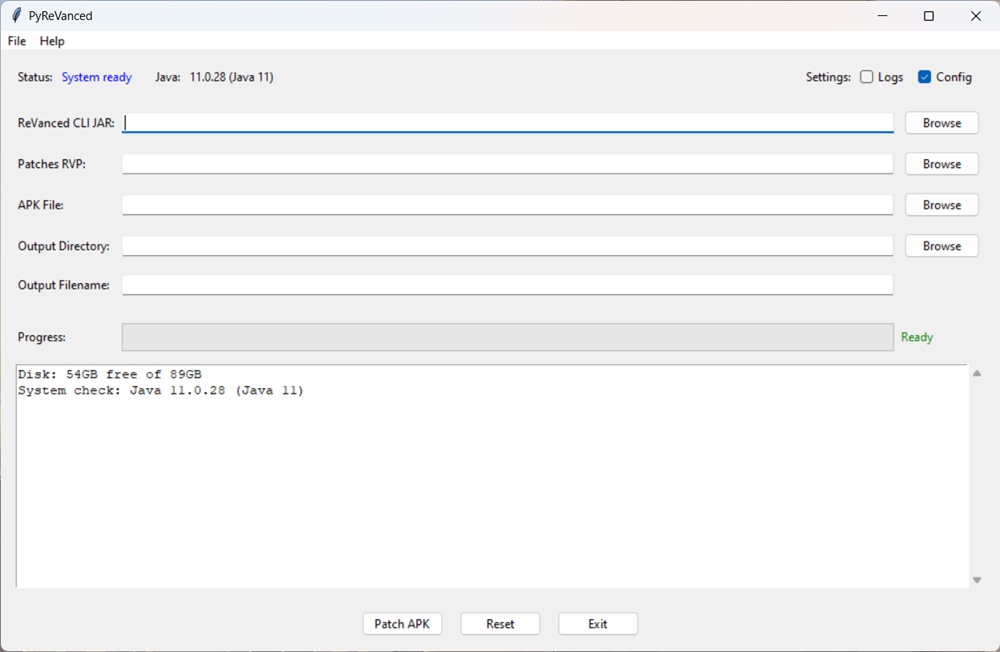 PyReVanced
File Help
Status: System ready Java: 11.0.28 (Java 11) Settings: Logs Config
ReVanced CLI JAR: Browse
Patches RVP: Browse
APK File: Browse
Output Directory: Browse
Output Filename:
Progress: Ready
Disk: 54GB free of 89GB
System check: Java 11.0.28 (Java 11)
Patch APK Reset Exit